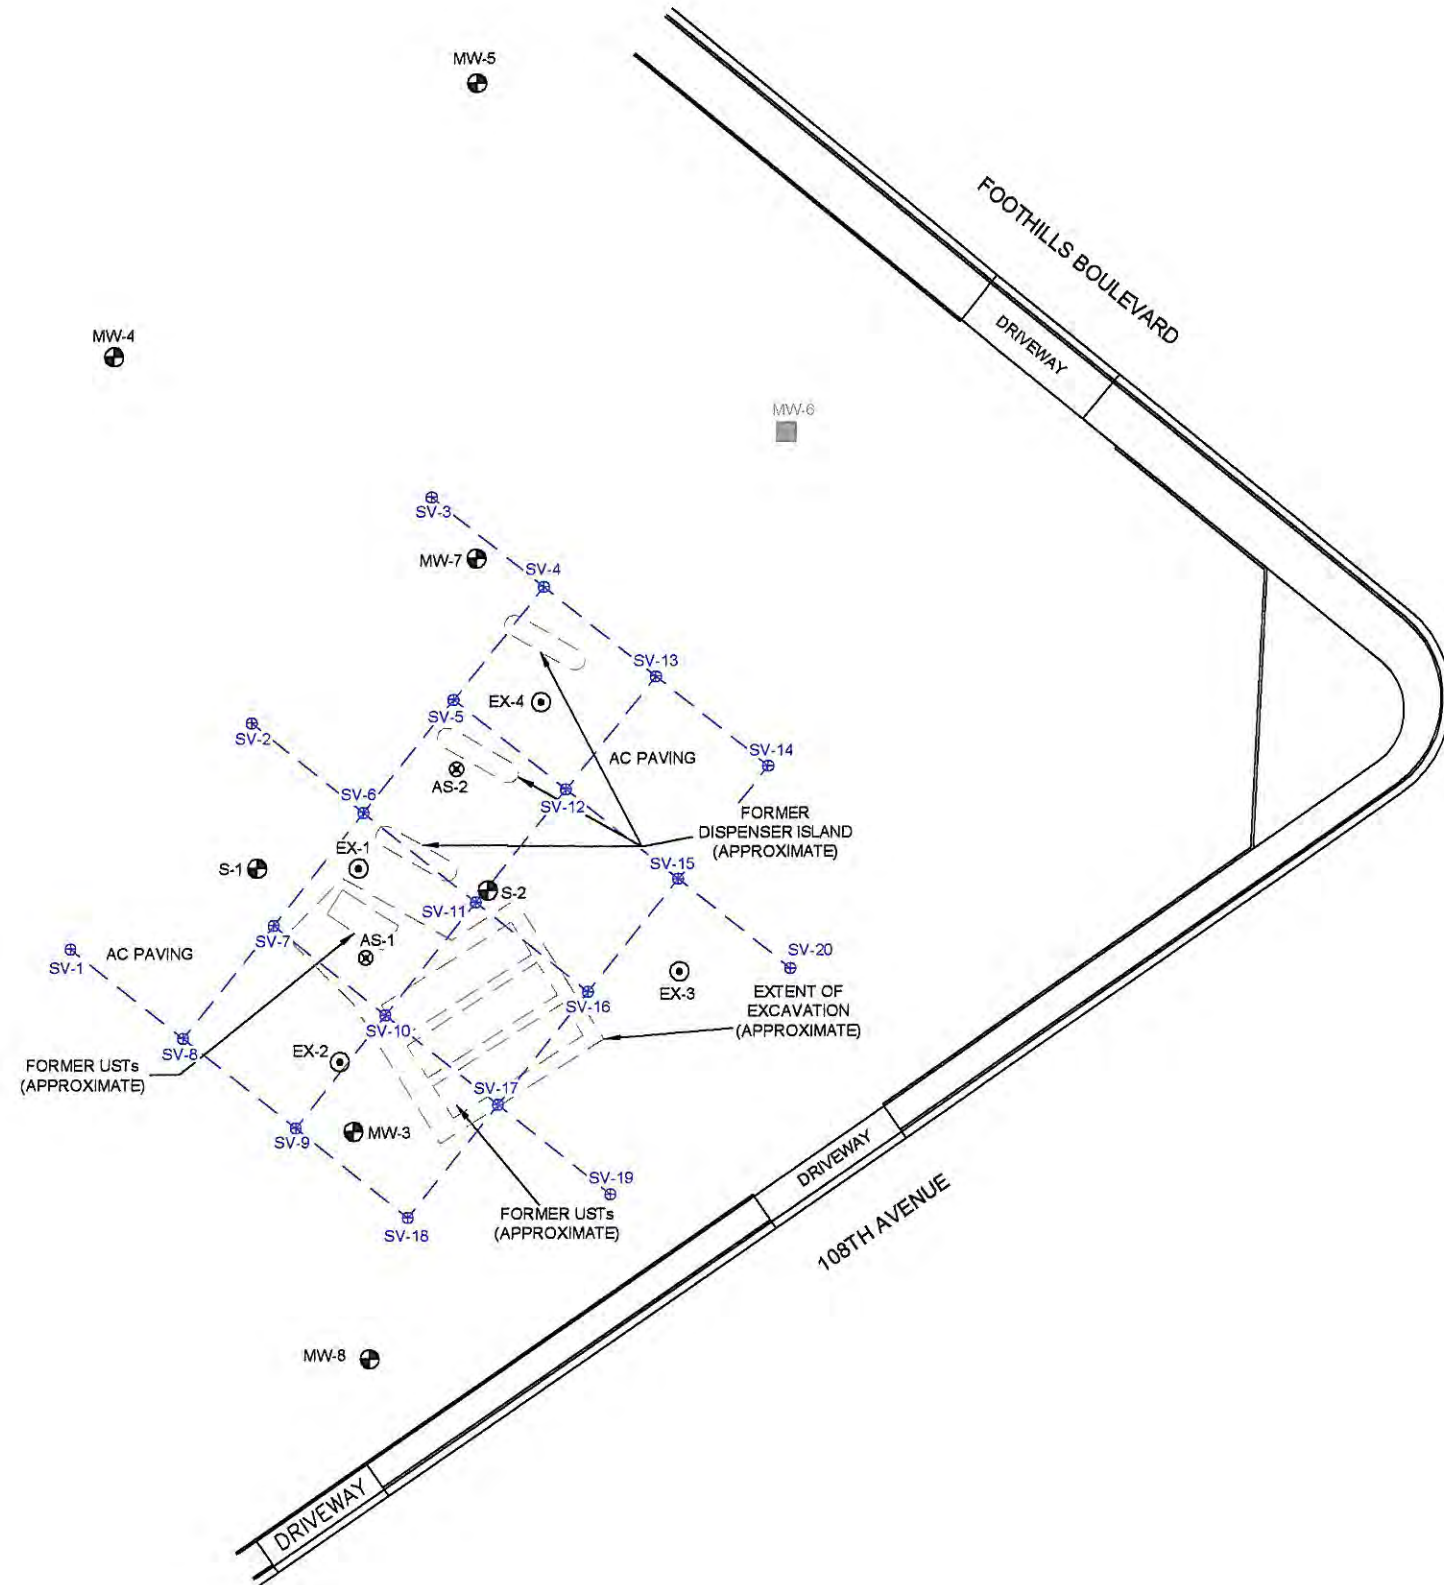 MW-5
FOOTHILLS BOULEVARD
DRIVEWAY
MW-4
MW-6
SV-3
MW-7
SV-4
SV-13
EX-4
SV-5
SV-2
SV-14
AC PAVING
AS-2
SV-6
SV-12
FORMER
DISPENSER ISLAND
(APPROXIMATE)
S-1
EX-1
SV-15
S-2
SV-11
SV-7
AS-1
SV-1
AC PAVING
SV-20
EX-3
EXTENT OF
EXCAVATION
(APPROXIMATE)
SV-16
SV-10
SV-8
EX-2
FORMER USTs
(APPROXIMATE)
SV-17
SV-9
MW-3
SV-19
FORMER USTs
(APPROXIMATE)
SV-18
DRIVEWAY
108TH AVENUE
MW-8
DRIVEWAY